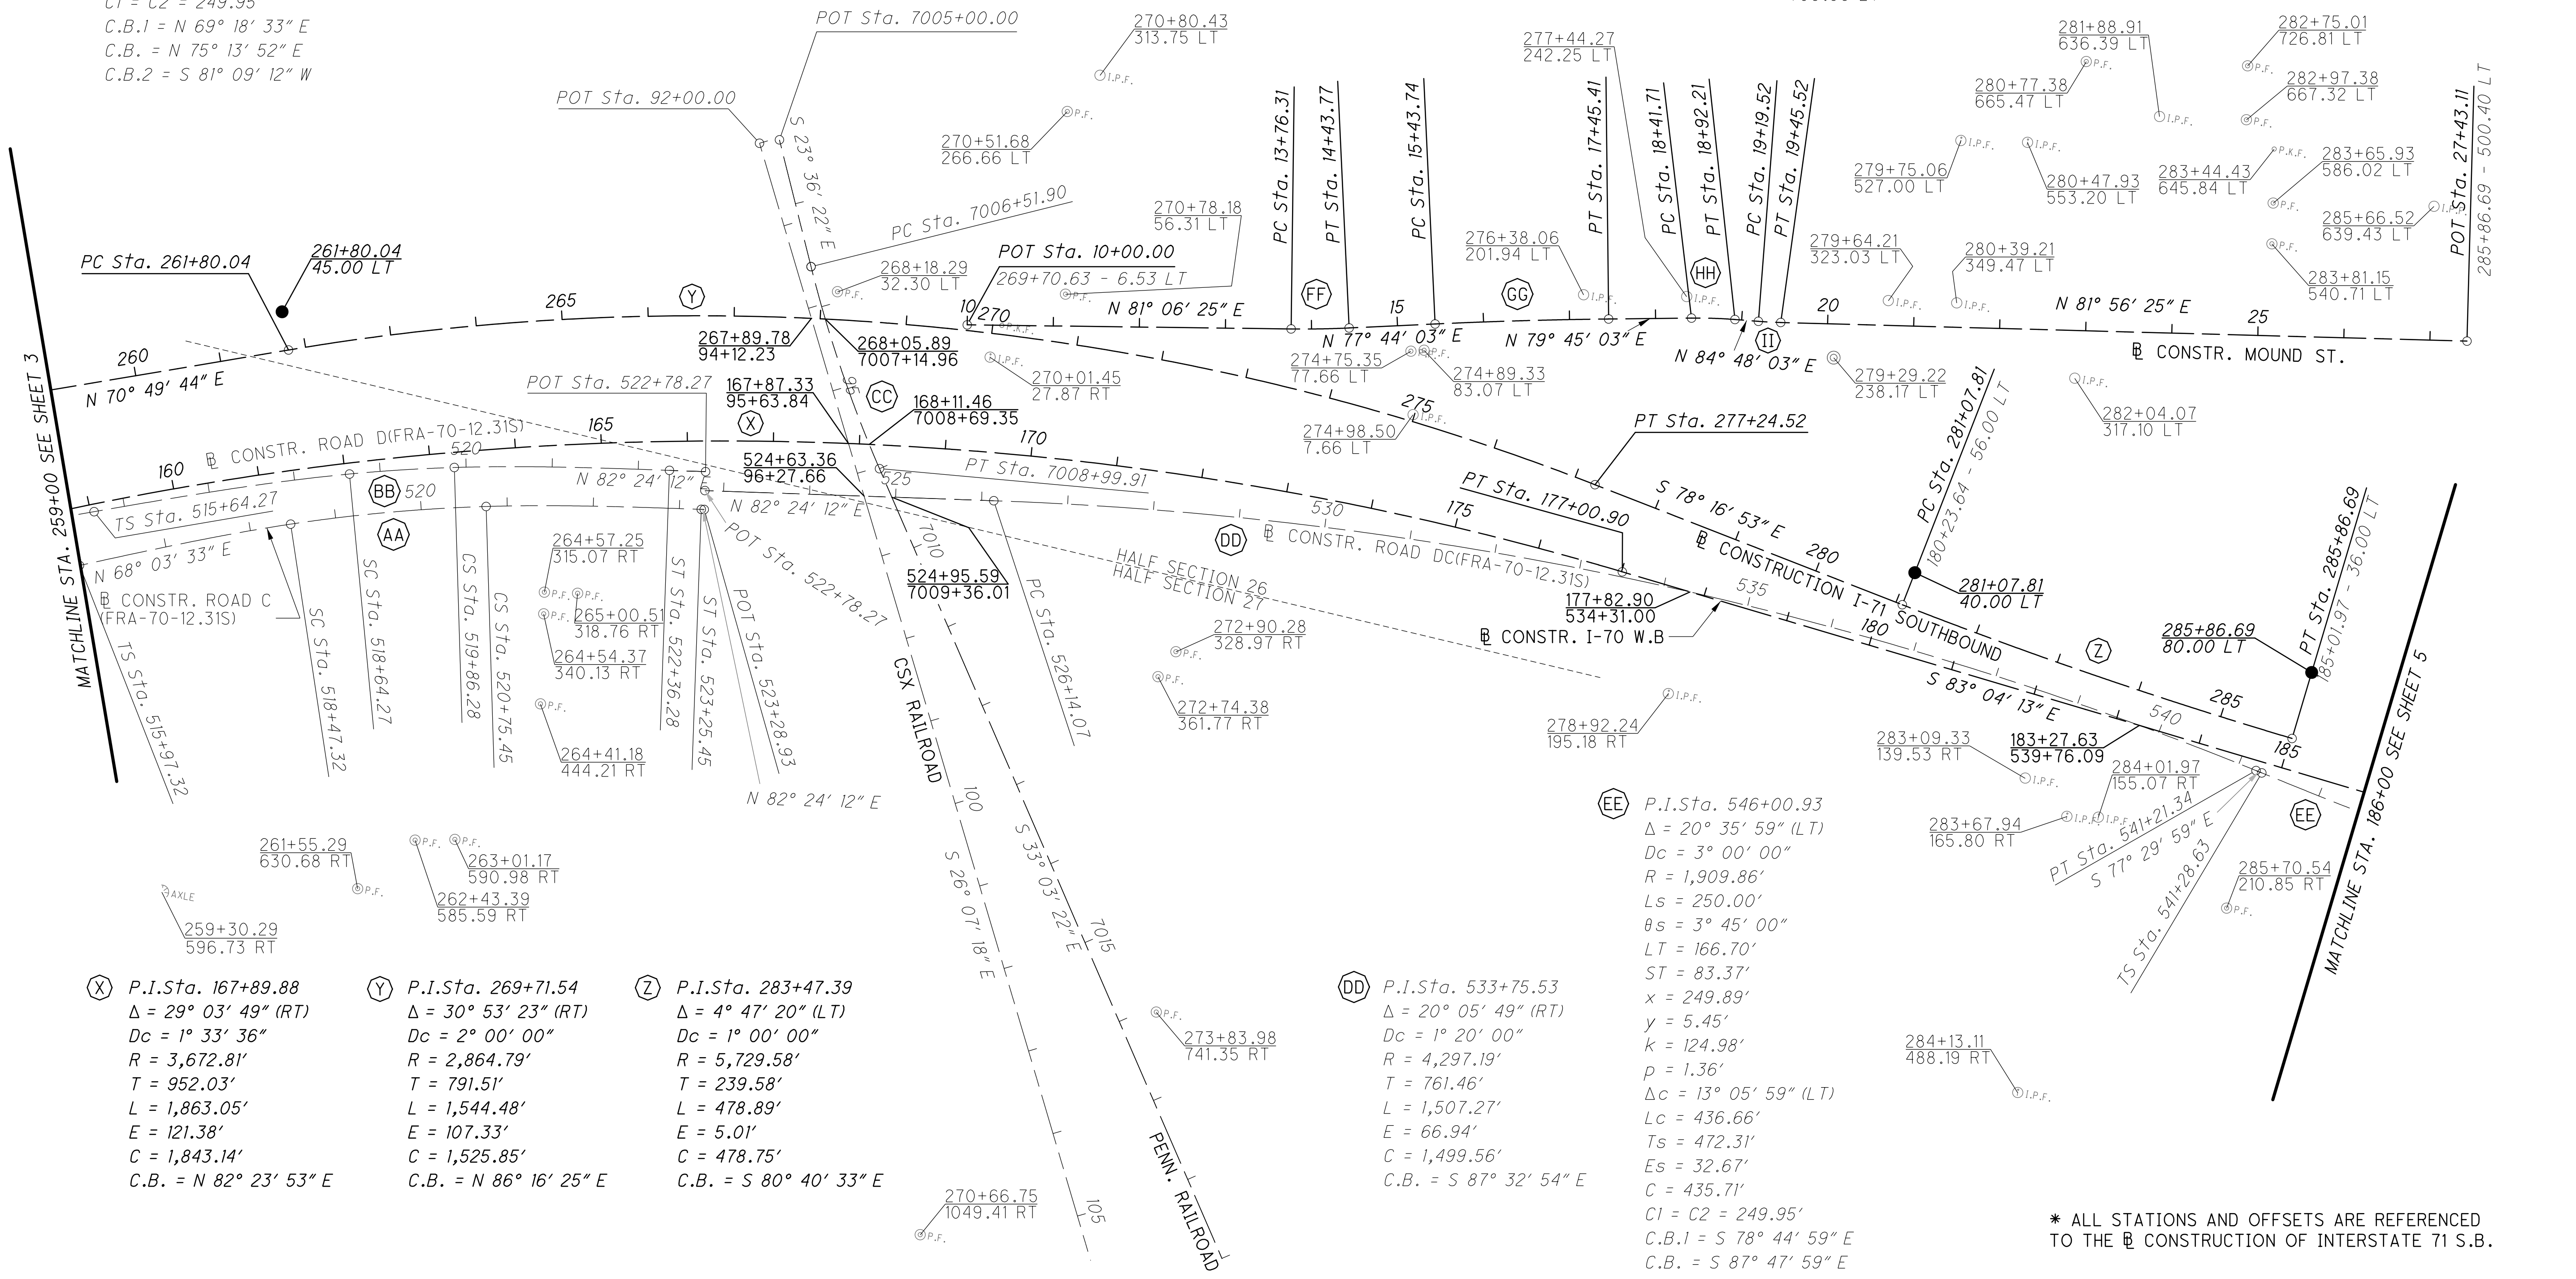 C1 = C2 = 249.95'
C.B.1 = N 69° 18' 33" E
C.B. = N 75° 13' 52" E
C.B.2 = S 81° 09' 12" W
POT Sta. 7005+00.00
POT Sta. 92+00.00
S 23° 36' 22" E
PC Sta. 7006+51.90
270+80.43
313.75 LT
I.P.F.
270+51.68
266.66 LT
P.F.
270+78.18
56.31 LT
P.F.
268+18.29
32.30 LT
P.F.
POT Sta. 10+00.00
269+70.63 - 6.53 LT
PC Sta. 13+76.31
PT Sta. 14+43.77
PC Sta. 15+43.74
PT Sta. 17+45.41
PC Sta. 18+41.71
PT Sta. 18+92.21
PC Sta. 19+19.52
PT Sta. 19+45.52
277+44.27
242.25 LT
I.P.F.
276+38.06
201.94 LT
I.P.F.
281+88.91
636.39 LT
I.P.F.
282+75.01
726.81 LT
P.F.
280+77.38
665.47 LT
P.F.
282+97.38
667.32 LT
P.F.
279+75.06
527.00 LT
I.P.F.
280+47.93
553.20 LT
I.P.F.
283+44.43
645.84 LT
P.K.F.
283+65.93
586.02 LT
P.F.
285+66.52
639.43 LT
I.P.F.
283+81.15
540.71 LT
P.F.
279+64.21
323.03 LT
I.P.F.
280+39.21
349.47 LT
I.P.F.
POT Sta. 27+43.11
285+86.69 - 500.40 LT
PC Sta. 261+80.04
261+80.04
45.00 LT
260
265
Y
10
270
P.K.F.
N 70° 49' 44" E
267+89.78
94+12.23
268+05.89
7007+14.96
N 81° 06' 25" E
FF
15
N 77° 44' 03" E
GG
N 79° 45' 03" E
HH
II
N 84° 48' 03" E
20
N 81° 56' 25" E
25
℄ CONSTR. MOUND ST.
MATCHLINE STA. 259+00 SEE SHEET 3
270+01.45
27.87 RT
I.P.F.
274+75.35
77.66 LT
274+89.33
83.07 LT
P.F.
279+29.22
238.17 LT
282+04.07
317.10 LT
I.P.F.
274+98.50
7.66 LT
I.P.F.
275
PT Sta. 277+24.52
POT Sta. 522+78.27
167+87.33
95+63.84
95
CC
X
168+11.46
7008+69.35
℄ CONSTR. ROAD D(FRA-70-12.31S)
160
165
170
175
520
N 82° 24' 12" E
524+63.36
96+27.66
525
PT Sta. 7008+99.91
TS Sta. 515+64.27
BB
520
AA
N 68° 03' 33" E
N 82° 24' 12" E
℄ CONSTR. ROAD C
(FRA-70-12.31S)
TS Sta. 515+97.32
SC Sta. 518+47.32
SC Sta. 518+64.27
CS Sta. 519+86.28
CS Sta. 520+75.45
ST Sta. 522+36.28
ST Sta. 523+25.45
POT Sta. 523+28.93
POT Sta. 522+78.27
N 82° 24' 12" E
264+57.25
315.07 RT
P.F.
265+00.51
318.76 RT
P.F.
264+54.37
340.13 RT
264+41.18
444.21 RT
P.F.
7010
524+95.59
7009+36.01
PC Sta. 526+14.07
HALF SECTION 26
HALF SECTION 27
DD
530
℄ CONSTR. ROAD DC(FRA-70-12.31S)
PT Sta. 177+00.90
S 78° 16' 53" E
℄ CONSTRUCTION I-71 SOUTHBOUND
280
PC Sta. 281+07.81
180+23.64 - 56.00 LT
281+07.81
40.00 LT
535
177+82.90
534+31.00
℄ CONSTR. I-70 W.B
180
S 83° 04' 13" E
Z
285+86.69
80.00 LT
PT Sta. 285+86.69
185+01.97 - 36.00 LT
285
540
185
183+27.63
539+76.09
MATCHLINE STA. 186+00 SEE SHEET 5
272+90.28
328.97 RT
P.F.
272+74.38
361.77 RT
P.F.
278+92.24
195.18 RT
I.P.F.
283+09.33
139.53 RT
I.P.F.
284+01.97
155.07 RT
I.P.F.
283+67.94
165.80 RT
I.P.F.
PT Sta. 541+21.34
S 77° 29' 59" E
TS Sta. 541+28.63
EE
285+70.54
210.85 RT
P.F.
CSX RAILROAD
100
S 26° 07' 18" E
S 33° 03' 22" E
7015
105
PENN. RAILROAD
261+55.29
630.68 RT
P.F.
263+01.17
590.98 RT
P.F.
262+43.39
585.59 RT
P.F.
AXLE
259+30.29
596.73 RT
273+83.98
741.35 RT
P.F.
270+66.75
1049.41 RT
P.F.
284+13.11
488.19 RT
I.P.F.
X
P.I.Sta. 167+89.88
Δ = 29° 03' 49" (RT)
Dc = 1° 33' 36"
R = 3,672.81'
T = 952.03'
L = 1,863.05'
E = 121.38'
C = 1,843.14'
C.B. = N 82° 23' 53" E
Y
P.I.Sta. 269+71.54
Δ = 30° 53' 23" (RT)
Dc = 2° 00' 00"
R = 2,864.79'
T = 791.51'
L = 1,544.48'
E = 107.33'
C = 1,525.85'
C.B. = N 86° 16' 25" E
Z
P.I.Sta. 283+47.39
Δ = 4° 47' 20" (LT)
Dc = 1° 00' 00"
R = 5,729.58'
T = 239.58'
L = 478.89'
E = 5.01'
C = 478.75'
C.B. = S 80° 40' 33" E
DD
P.I.Sta. 533+75.53
Δ = 20° 05' 49" (RT)
Dc = 1° 20' 00"
R = 4,297.19'
T = 761.46'
L = 1,507.27'
E = 66.94'
C = 1,499.56'
C.B. = S 87° 32' 54" E
EE
P.I.Sta. 546+00.93
Δ = 20° 35' 59" (LT)
Dc = 3° 00' 00"
R = 1,909.86'
Ls = 250.00'
θs = 3° 45' 00"
LT = 166.70'
ST = 83.37'
x = 249.89'
y = 5.45'
k = 124.98'
p = 1.36'
Δc = 13° 05' 59" (LT)
Lc = 436.66'
Ts = 472.31'
Es = 32.67'
C = 435.71'
C1 = C2 = 249.95'
C.B.1 = S 78° 44' 59" E
C.B. = S 87° 47' 59" E
* ALL STATIONS AND OFFSETS ARE REFERENCED
TO THE ℄ CONSTRUCTION OF INTERSTATE 71 S.B.